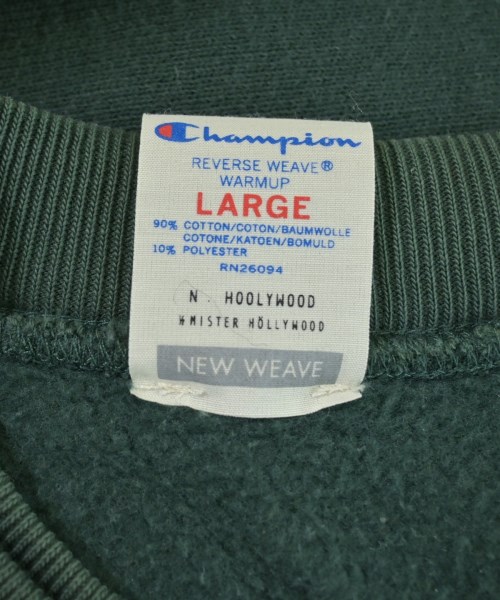 Champion
REVERSE WEAVE®
WARMUP
LARGE
90% COTTON/COTON/BAUMWOLLE
COTONE/KATOEN/BOMULD
10% POLYESTER
RN26094
N. HOOLYWOOD
MISTER HÖLLYWOOD
NEW WEAVE